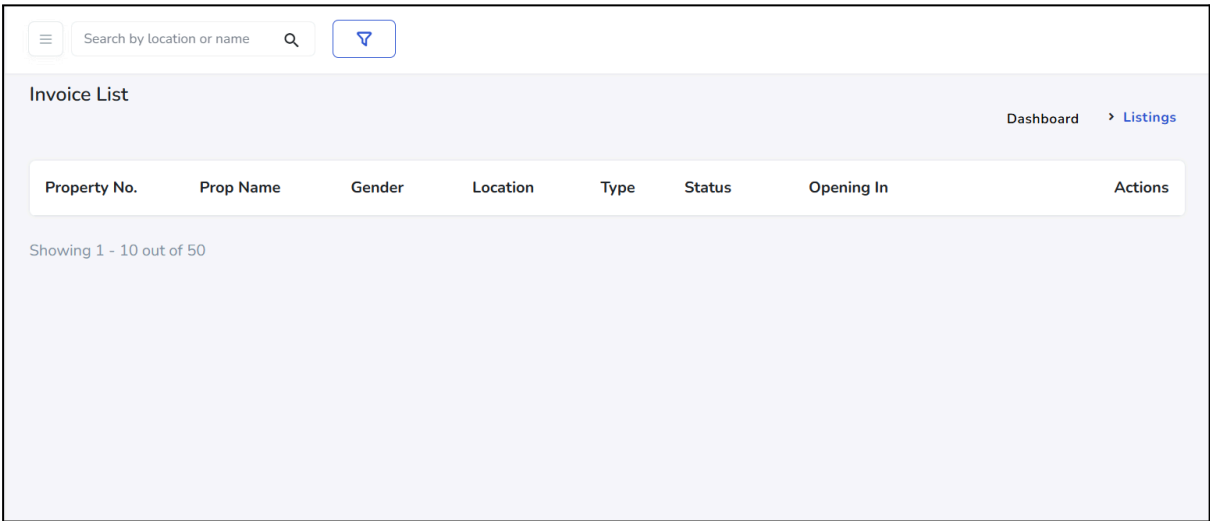 Search by location or name
Invoice List
Dashboard > Listings
Property No. Prop Name Gender Location Type Status Opening In Actions
Showing 1 - 10 out of 50